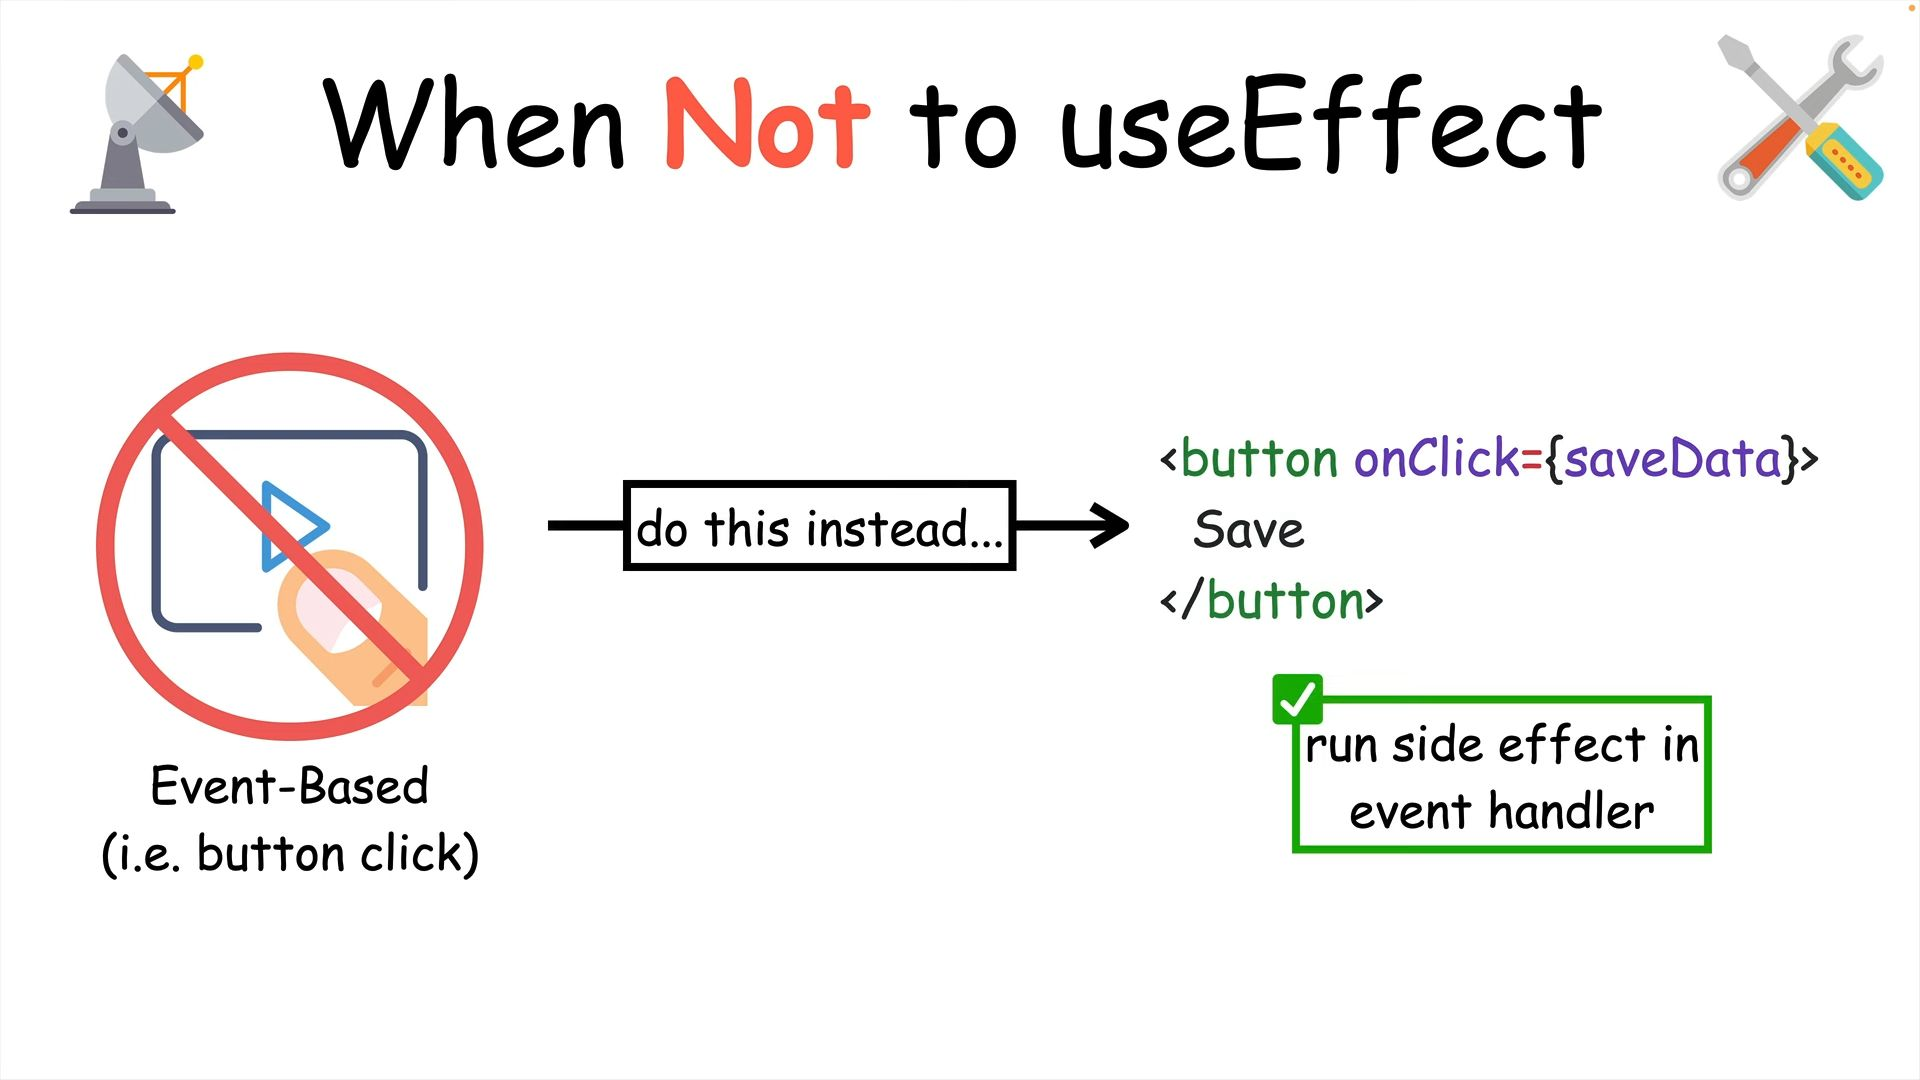 When Not to useEffect
do this instead...
<button onClick={saveData}>
Save
</button>
run side effect in
event handler
Event-Based
(i.e. button click)